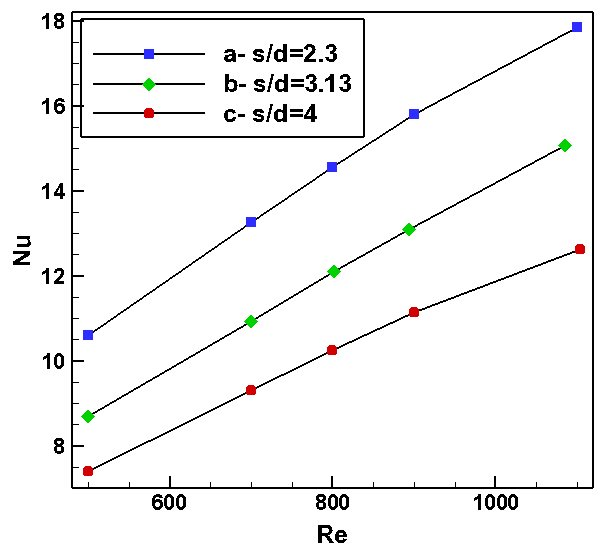 18
16
14
12
10
8
Nu
a- s/d=2.3
b- s/d=3.13
c- s/d=4
600 800 1000
Re